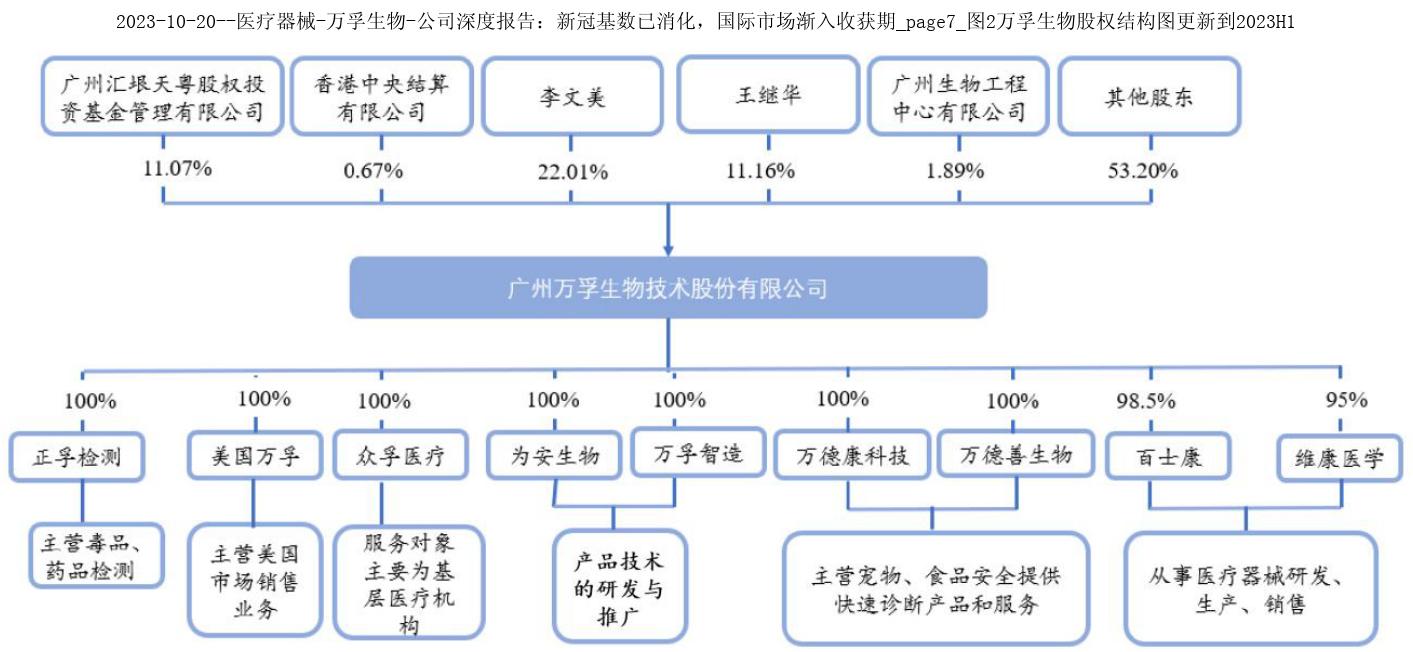 2023-10-20--医疗器械-万孚生物-公司深度报告：新冠基数已消化，国际市场渐入收获期_page7_图2万孚生物股权结构图更新到2023H1
广州汇垠天粤股权投
资基金管理有限公司
香港中央结算
有限公司
李文美
王继华
广州生物工程
中心有限公司
其他股东
11.07%
0.67%
22.01%
11.16%
1.89%
53.20%
广州万孚生物技术股份有限公司
100%
100%
100%
100%
100%
100%
100%
98.5%
95%
正孚检测
美国万孚
众孚医疗
为安生物
万孚智造
万德康科技
万德善生物
百士康
维康医学
主营毒品、
药品检测
主营美国
市场销售
业务
服务对象
主要为基
层医疗机
构
产品技术
的研发与
推广
主营宠物、食品安全提供
快速诊断产品和服务
从事医疗器械研发、
生产、销售